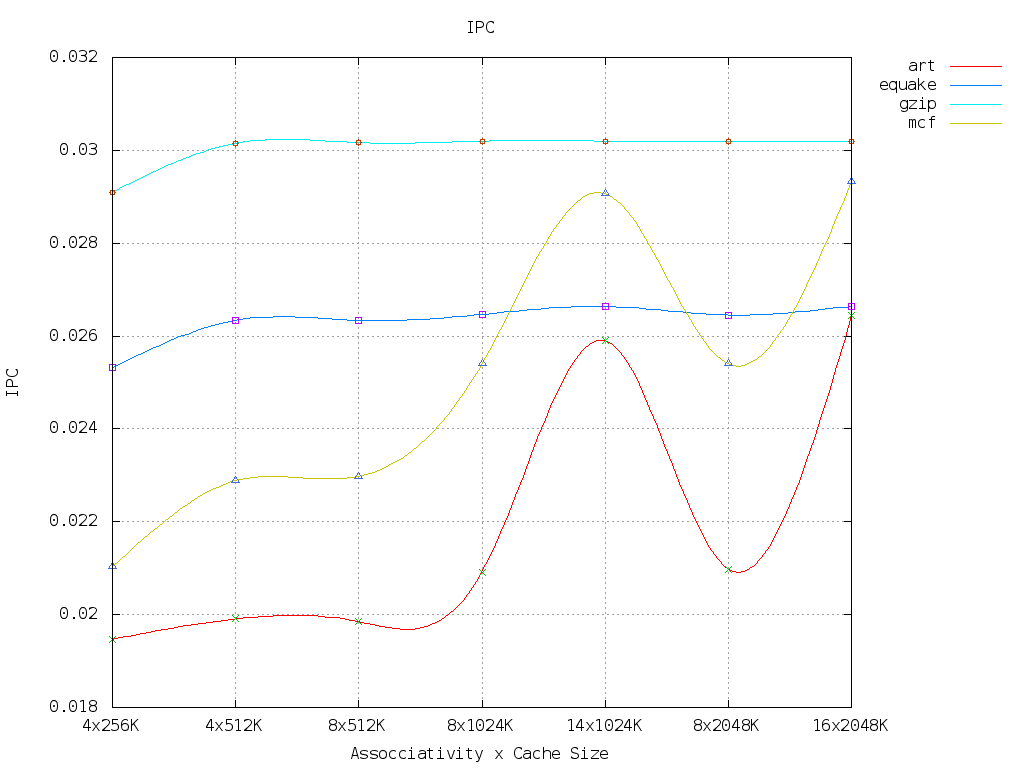 IPC
0.032
0.03
0.028
0.026
0.024
0.022
0.02
0.018
IPC
4x256K 4x512K 8x512K 8x1024K 14x1024K 8x2048K 16x2048K
Assocciativity x Cache Size
art
equake
gzip
mcf